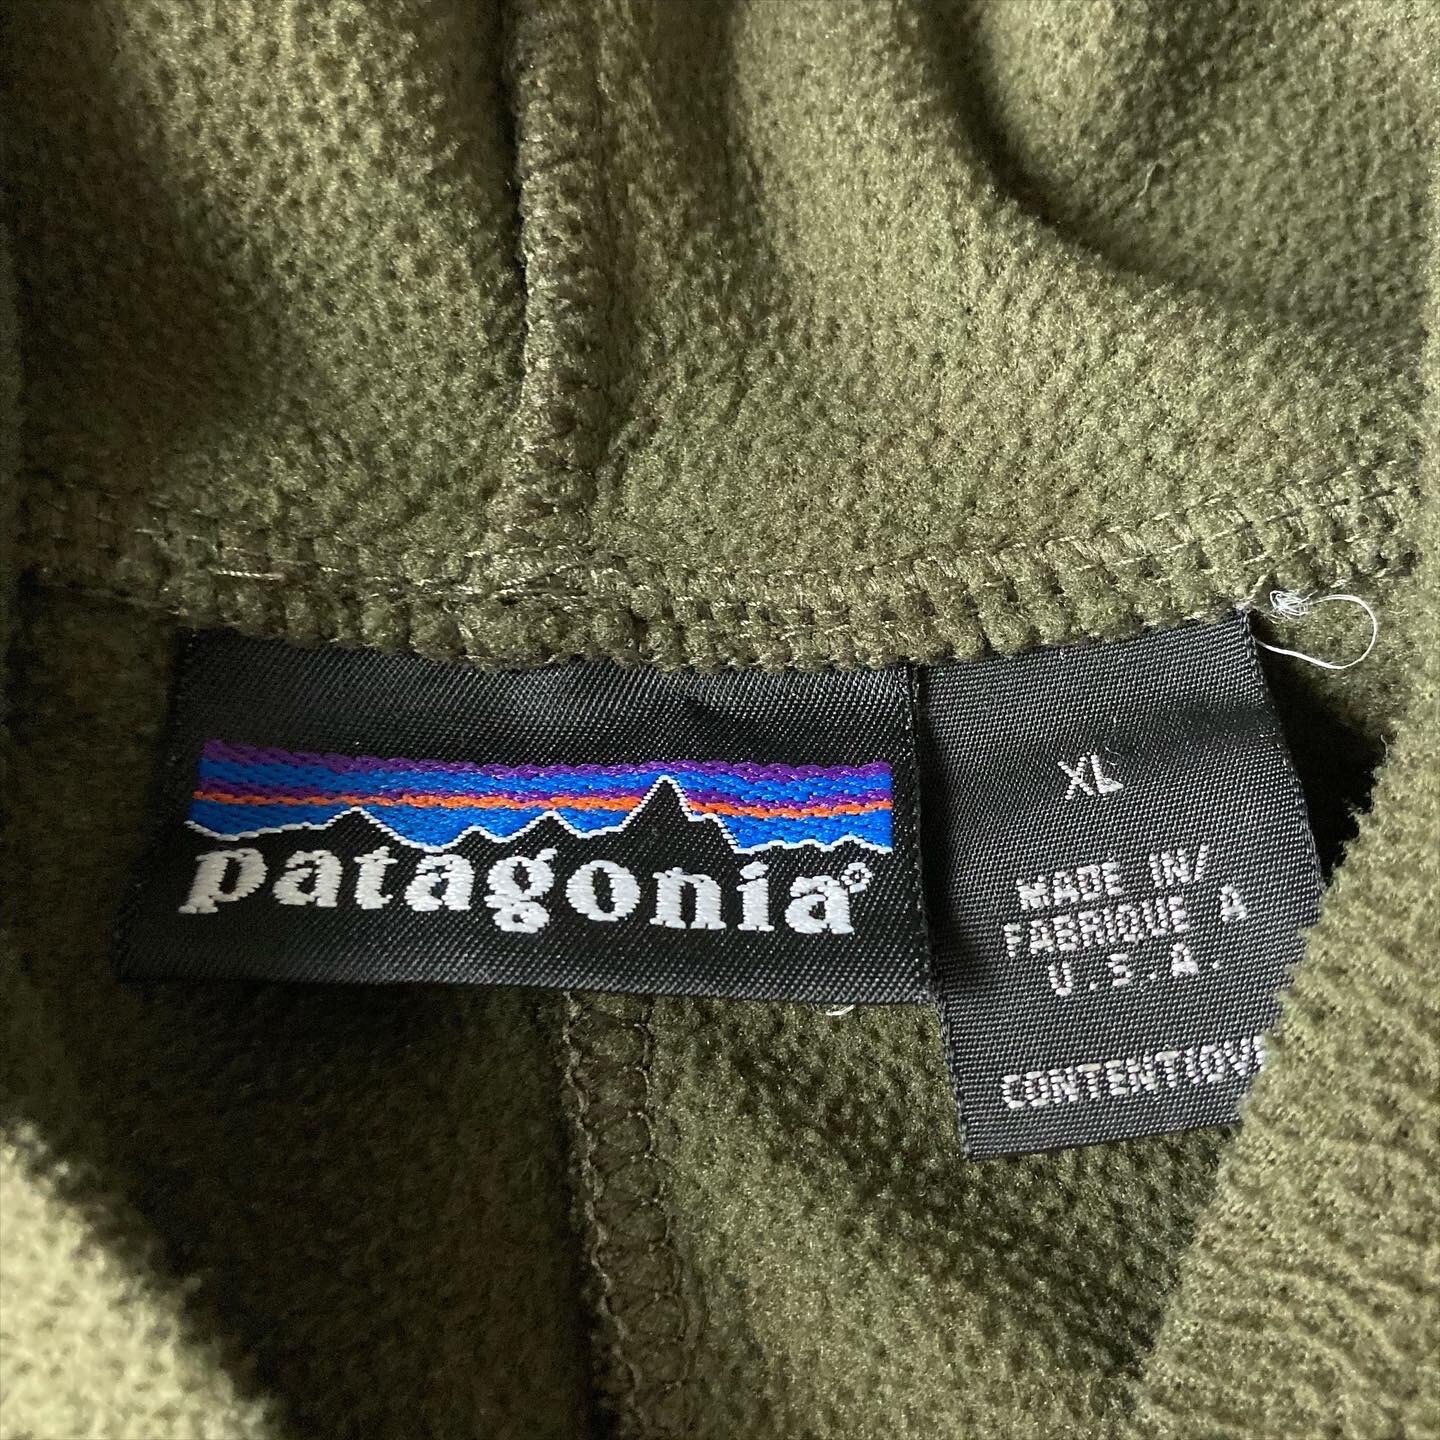 patagonia®
XL
MADE IN/
FABRIQUE A
U.S.A.
CONTENT